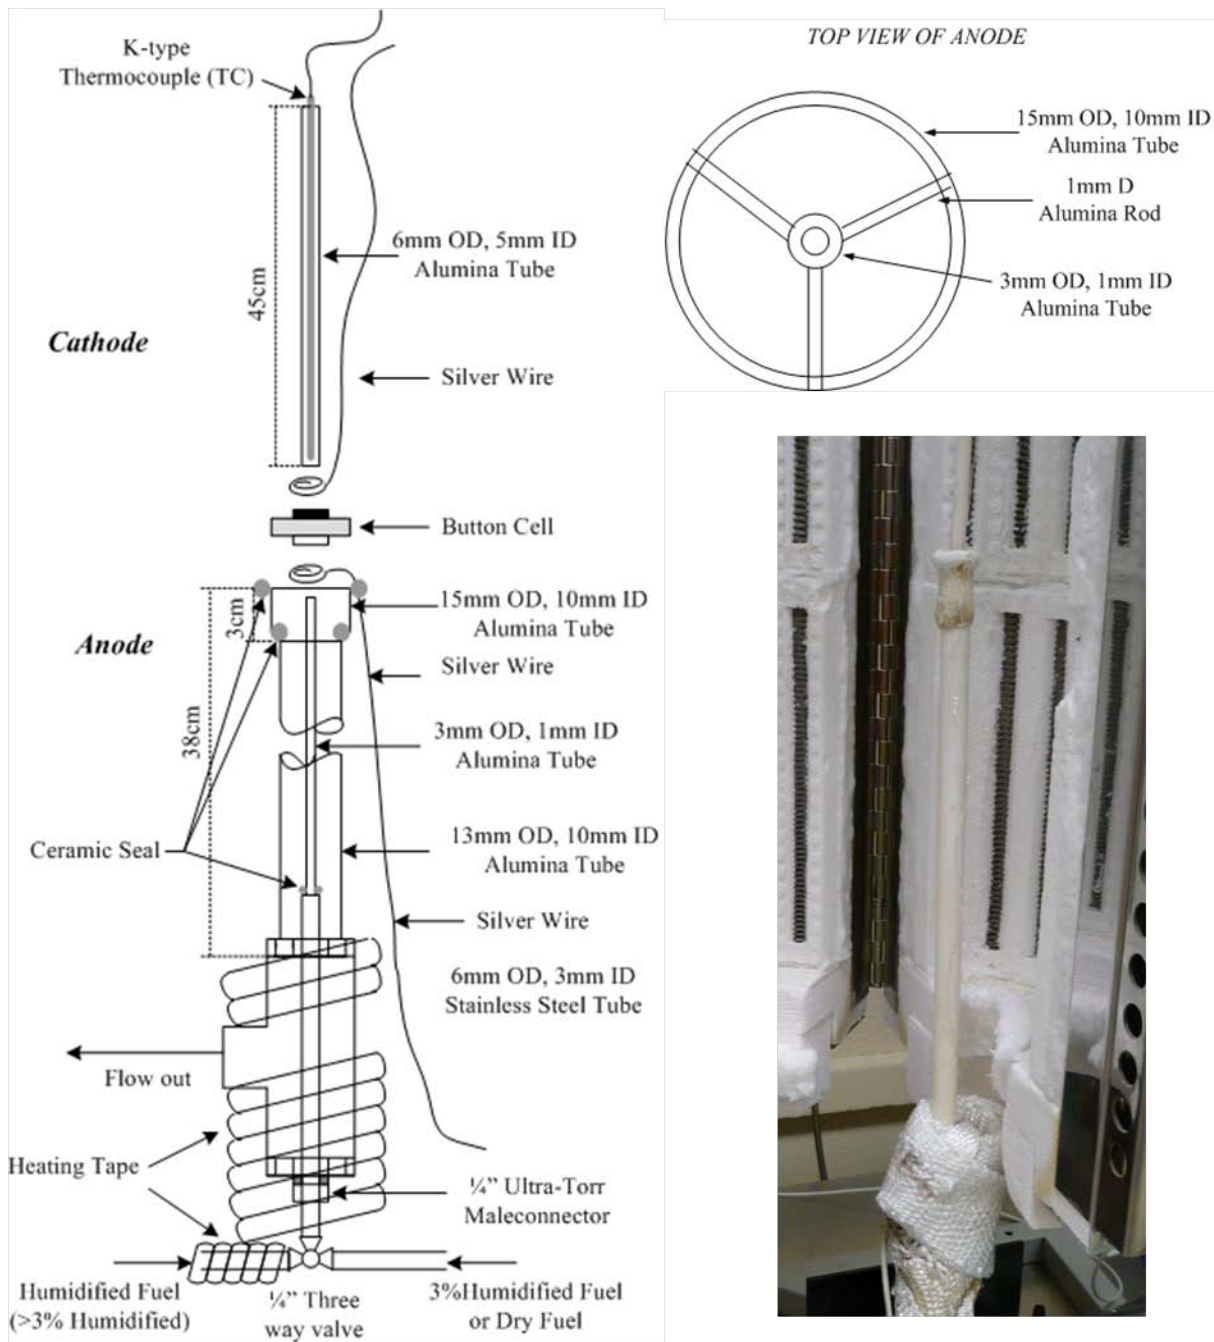 K-type
Thermocouple (TC)
6mm OD, 5mm ID
Alumina Tube
45cm
Cathode
Silver Wire
Button Cell
15mm OD, 10mm ID
Alumina Tube
3cm
Anode
Silver Wire
38cm
3mm OD, 1mm ID
Alumina Tube
13mm OD, 10mm ID
Alumina Tube
Ceramic Seal
Silver Wire
6mm OD, 3mm ID
Stainless Steel Tube
Flow out
Heating Tape
¼” Ultra-Torr
Maleconnector
Humidified Fuel
(>3% Humidified)
¼” Three
way valve
3%Humidified Fuel
or Dry Fuel
TOP VIEW OF ANODE
15mm OD, 10mm ID
Alumina Tube
1mm D
Alumina Rod
3mm OD, 1mm ID
Alumina Tube